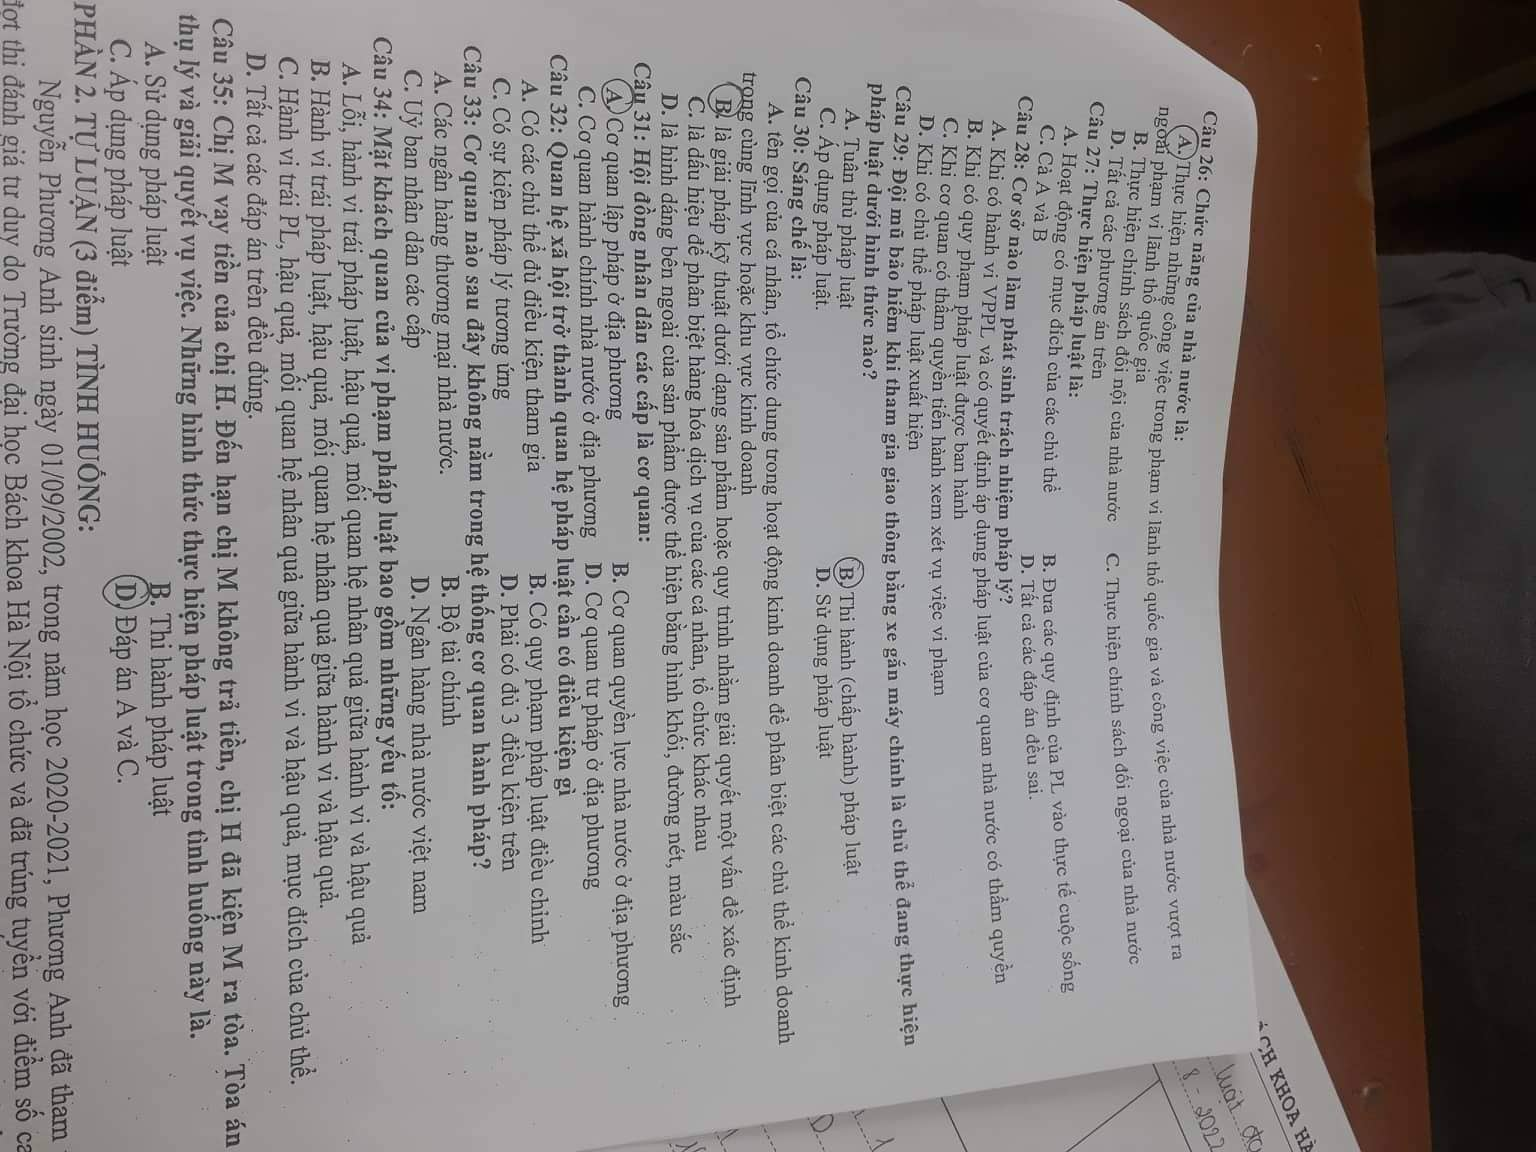 Câu 26: Chức năng của nhà nước là:
A. Thực hiện những công việc trong phạm vi lãnh thổ quốc gia và công việc của nhà nước vượt ra
ngoài phạm vi lãnh thổ quốc gia
B. Thực hiện chính sách đối nội của nhà nước C. Thực hiện chính sách đối ngoại của nhà nước
D. Tất cả các phương án trên
Câu 27: Thực hiện pháp luật là:
A. Hoạt động có mục đích của các chủ thể B. Đưa các quy định của PL vào thực tế cuộc sống
C. Cả A và B D. Tất cả các đáp án đều sai.
Câu 28: Cơ sở nào làm phát sinh trách nhiệm pháp lý?
A. Khi có hành vi VPPL và có quyết định áp dụng pháp luật của cơ quan nhà nước có thẩm quyền
B. Khi có quy phạm pháp luật được ban hành
C. Khi cơ quan có thẩm quyền tiến hành xem xét vụ việc vi phạm
D. Khi có chủ thể pháp luật xuất hiện
Câu 29: Đội mũ bảo hiểm khi tham gia giao thông bằng xe gắn máy chính là chủ thể đang thực hiện
pháp luật dưới hình thức nào?
A. Tuân thủ pháp luật B. Thi hành (chấp hành) pháp luật
C. Áp dụng pháp luật. D. Sử dụng pháp luật
Câu 30: Sáng chế là:
A. tên gọi của cá nhân, tổ chức dung trong hoạt động kinh doanh để phân biệt các chủ thể kinh doanh
trong cùng lĩnh vực hoặc khu vực kinh doanh
B. là giải pháp kỹ thuật dưới dạng sản phẩm hoặc quy trình nhằm giải quyết một vấn đề xác định
C. là dấu hiệu để phân biệt hàng hóa dịch vụ của các cá nhân, tổ chức khác nhau
D. là hình dáng bên ngoài của sản phẩm được thể hiện bằng hình khối, đường nét, màu sắc
Câu 31: Hội đồng nhân dân các cấp là cơ quan:
A. Cơ quan lập pháp ở địa phương B. Cơ quan quyền lực nhà nước ở địa phương
C. Cơ quan hành chính nhà nước ở địa phương D. Cơ quan tư pháp ở địa phương
Câu 32: Quan hệ xã hội trở thành quan hệ pháp luật cần có điều kiện gì
A. Có các chủ thể đủ điều kiện tham gia B. Có quy phạm pháp luật điều chỉnh
C. Có sự kiện pháp lý tương ứng D. Phải có đủ 3 điều kiện trên
Câu 33: Cơ quan nào sau đây không nằm trong hệ thống cơ quan hành pháp?
A. Các ngân hàng thương mại nhà nước. B. Bộ tài chính
C. Uỷ ban nhân dân các cấp D. Ngân hàng nhà nước việt nam
Câu 34: Mặt khách quan của vi phạm pháp luật bao gồm những yếu tố:
A. Lỗi, hành vi trái pháp luật, hậu quả, mối quan hệ nhân quả giữa hành vi và hậu quả
B. Hành vi trái pháp luật, hậu quả, mối quan hệ nhân quả giữa hành vi và hậu quả.
C. Hành vi trái PL, hậu quả, mối quan hệ nhân quả giữa hành vi và hậu quả, mục đích của chủ thể.
D. Tất cả các đáp án trên đều đúng.
Câu 35: Chị M vay tiền của chị H. Đến hạn chị M không trả tiền, chị H đã kiện M ra tòa. Tòa án
thụ lý và giải quyết vụ việc. Những hình thức thực hiện pháp luật trong tình huống này là.
A. Sử dụng pháp luật B. Thi hành pháp luật
C. Áp dụng pháp luật D. Đáp án A và C.
PHẦN 2. TỰ LUẬN (3 điểm) TÌNH HUỐNG:
Nguyễn Phương Anh sinh ngày 01/09/2002, trong năm học 2020-2021, Phương Anh đã tham
đợt thi đánh giá tư duy do Trường đại học Bách khoa Hà Nội tổ chức và đã trúng tuyển với điểm số
ÁCH KHOA HÀ
luật
8 - 2022